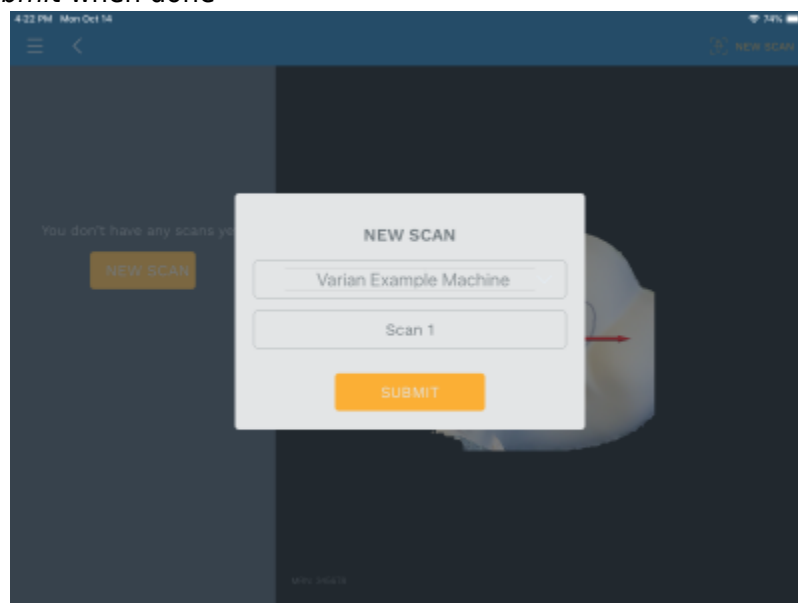 bmit when done
4:22 PM Mon Oct 14
74%
NEW SCAN
You don't have any scans ye
NEW SCAN
NEW SCAN
Varian Example Machine
Scan 1
SUBMIT